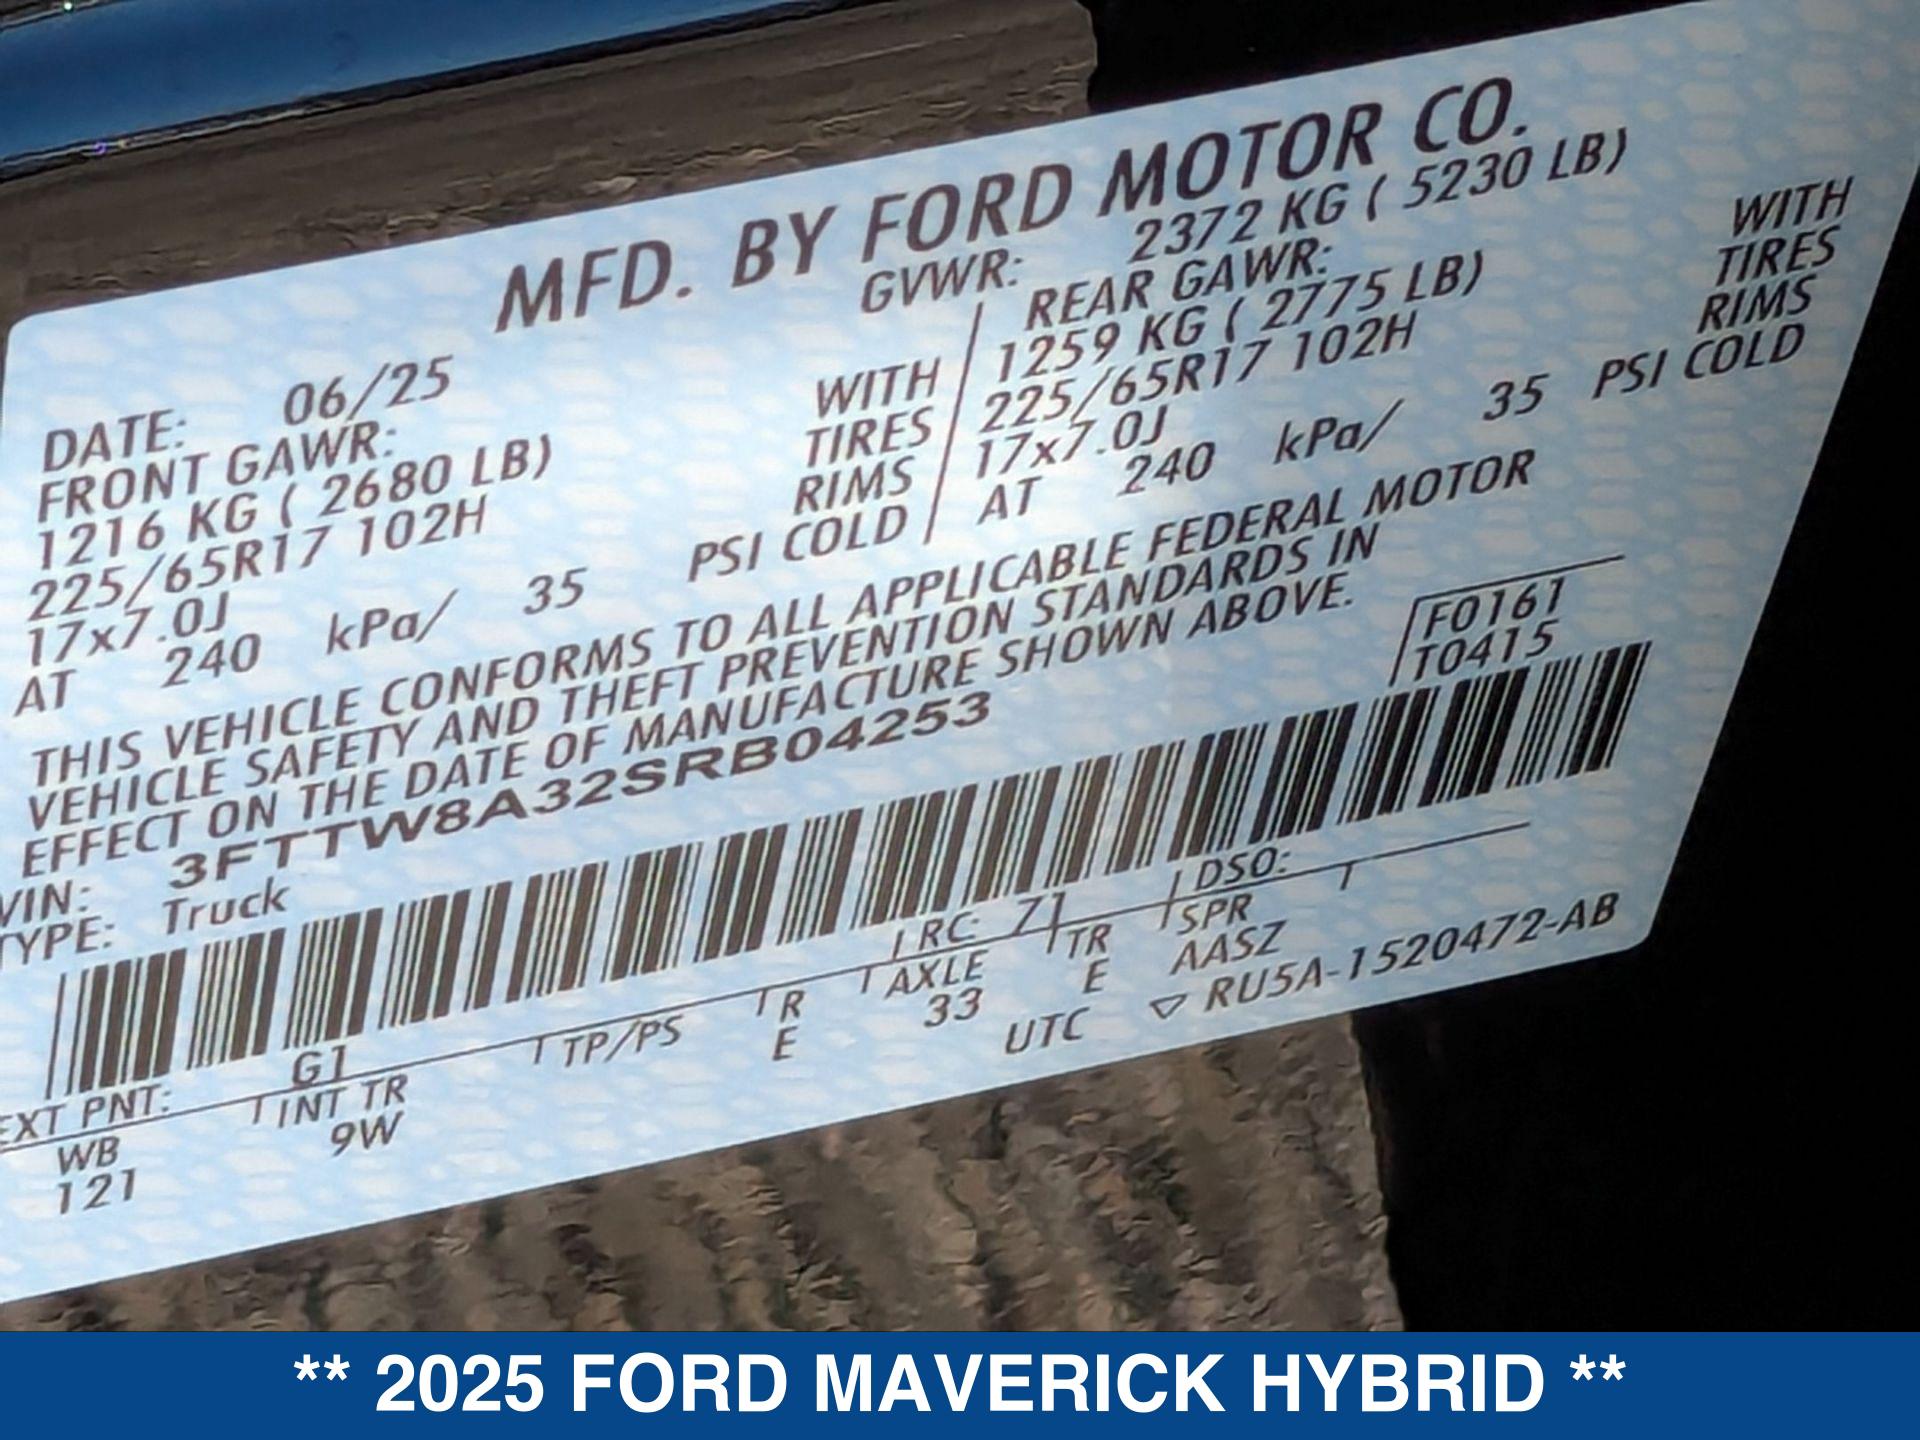 MFD. BY FORD MOTOR CO.
DATE: 06/25 GVWR: 2372 KG ( 5230 LB)
FRONT GAWR: REAR GAWR:
1216 KG ( 2680 LB) WITH 1259 KG ( 2775 LB) WITH
225/65R17 102H TIRES 225/65R17 102H TIRES
17x7.0J RIMS 17x7.0J RIMS
AT 240 kPa/ 35 PSI COLD AT 240 kPa/ 35 PSI COLD
THIS VEHICLE CONFORMS TO ALL APPLICABLE FEDERAL MOTOR
VEHICLE SAFETY AND THEFT PREVENTION STANDARDS IN
EFFECT ON THE DATE OF MANUFACTURE SHOWN ABOVE.
VIN: 3FTTW8A32SRB04253 F0161
TYPE: Truck T0415
EXT PNT: G1 RC: 71 DSO:
WB INT TR TP/PS R AXLE TR SPR
121 9W E 33 E AASZ
UTC ▽ RU5A-1520472-AB
** 2025 FORD MAVERICK HYBRID **